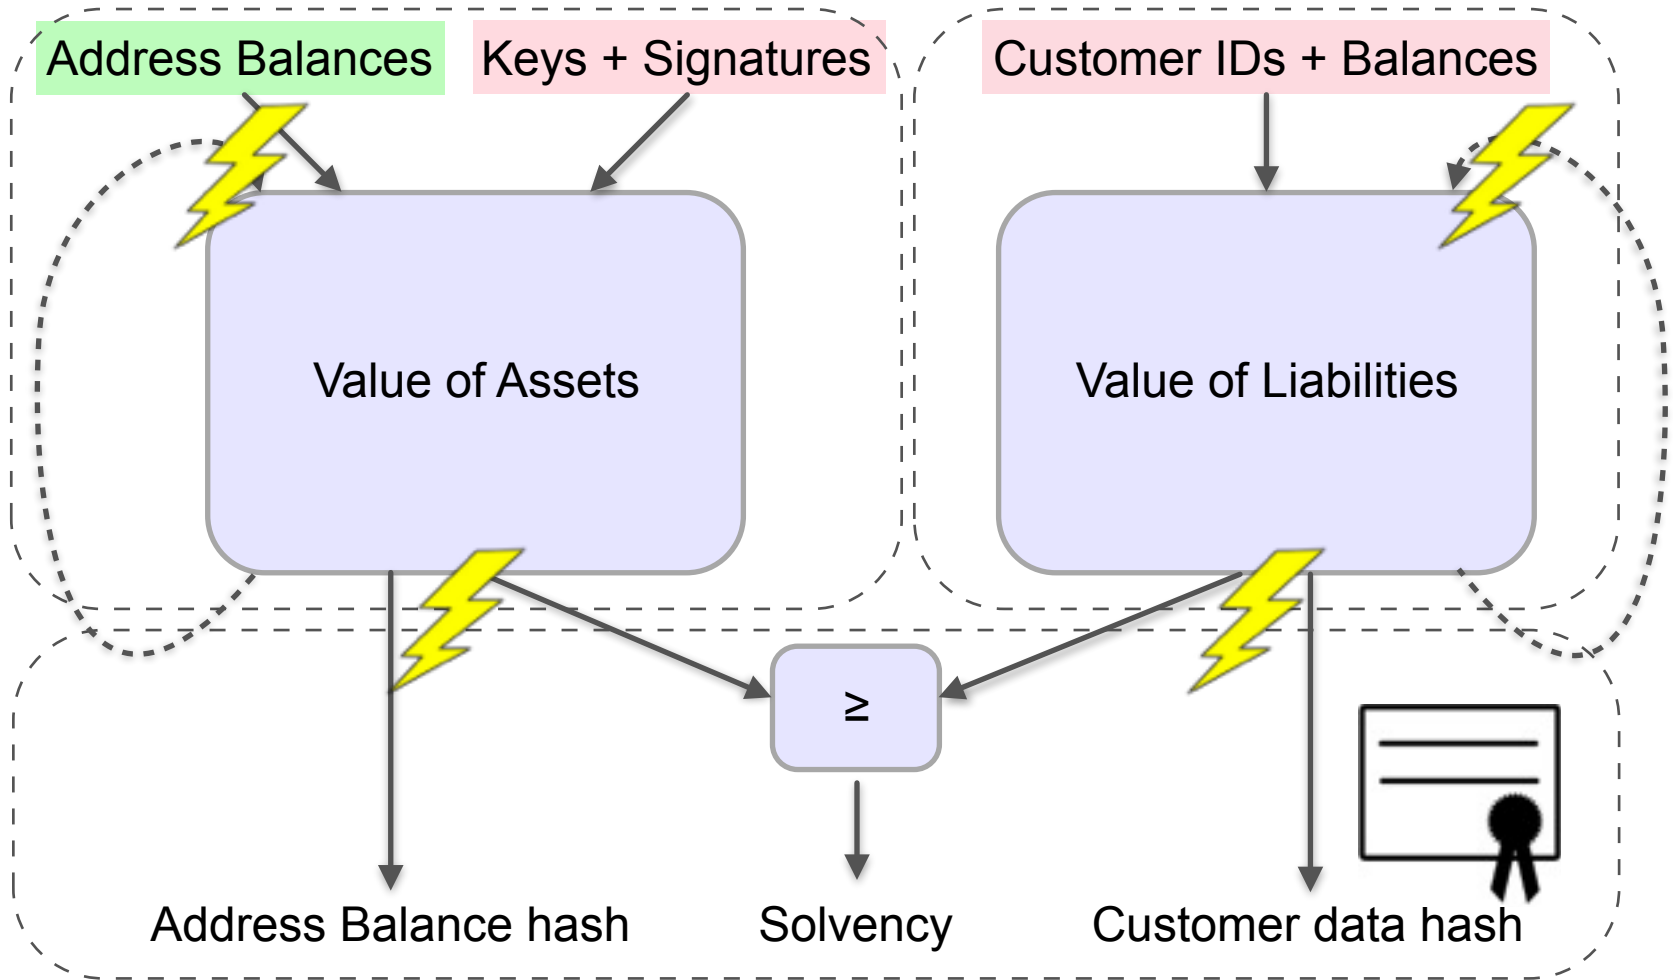 Address Balances
Keys + Signatures
Customer IDs + Balances
Value of Assets
Value of Liabilities
≥
Address Balance hash
Solvency
Customer data hash